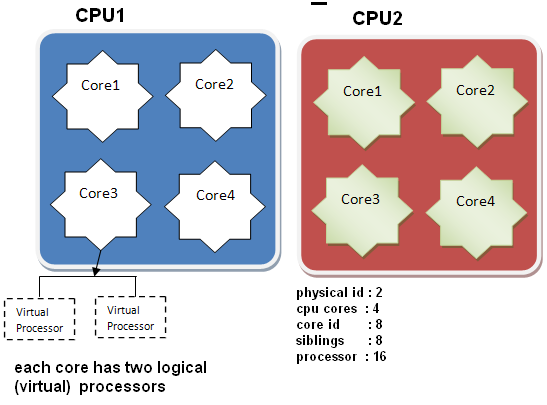 CPU1
CPU2
Core1
Core2
Core3
Core4
Core1
Core2
Core3
Core4
Virtual
Processor
Virtual
Processor
each core has two logical
(virtual) processors
physical id : 2
cpu cores : 4
core id : 8
siblings : 8
processor : 16